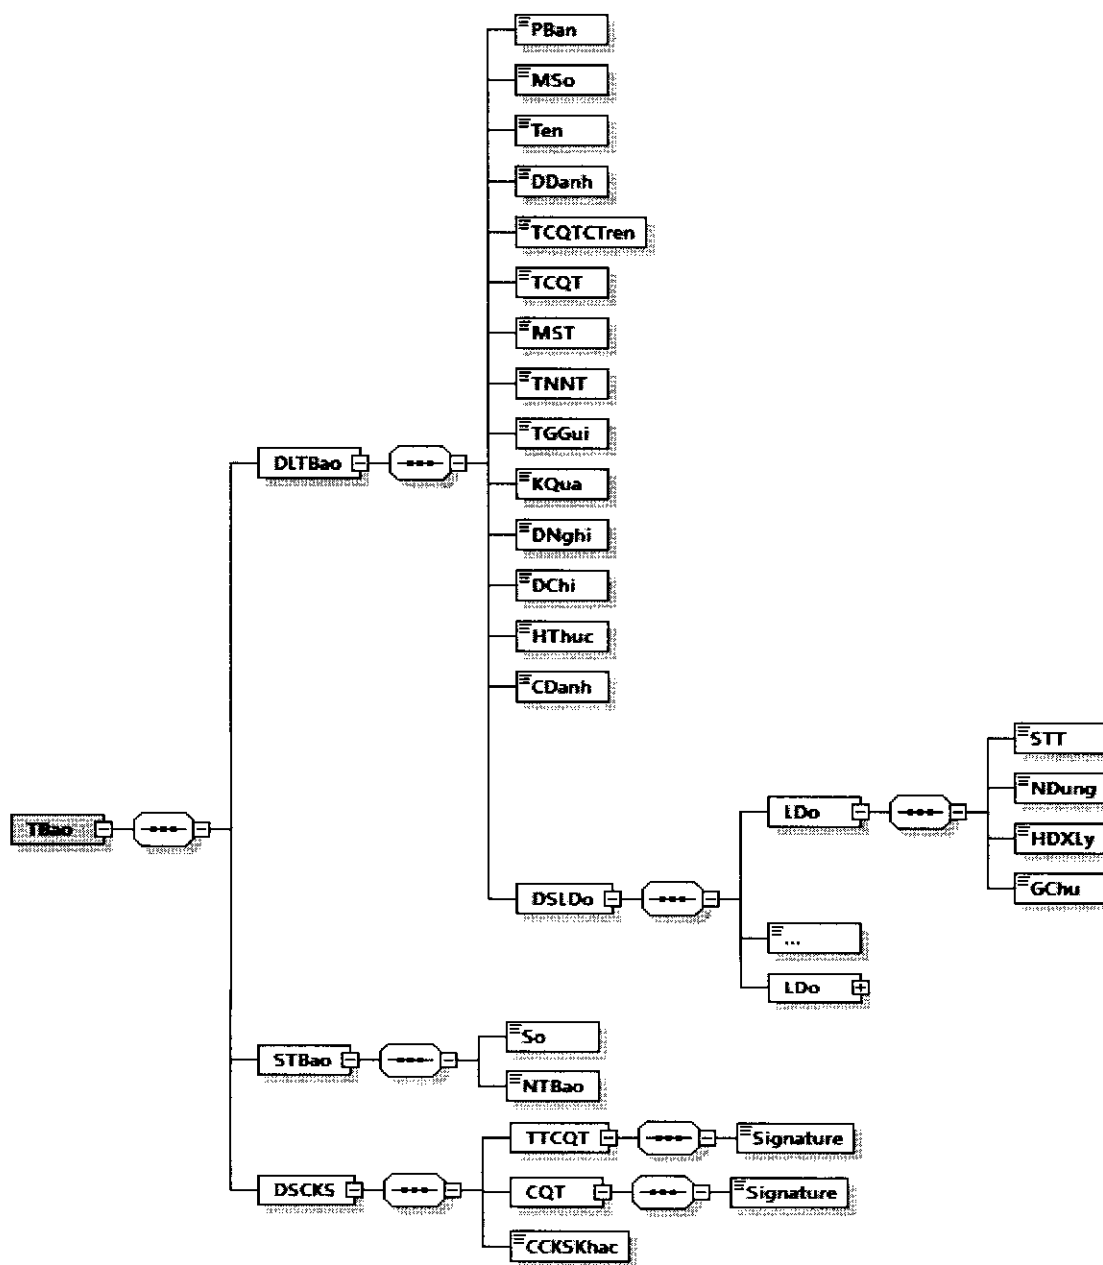 PBan
MSo
Ten
DDanh
TCQTCTren
TCQT
MST
TNNT
TGGui
DLTBao
KQua
DNghi
DChi
HThuc
CDanh
STT
NDung
LDo
HDXLy
TBao
GChu
DSLDo
...
LDo
So
STBao
NTBao
TTCQT
Signature
DSCKS
CQT
Signature
CCKSKhac